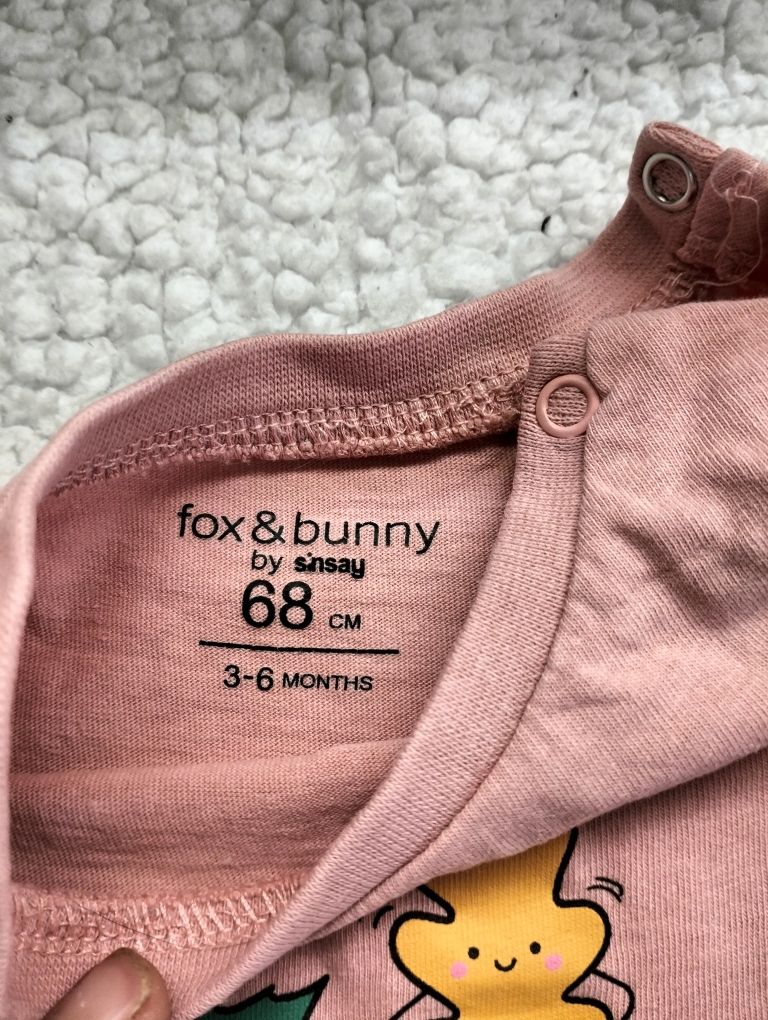 fox & bunny
by sinsay
68 CM
3-6 MONTHS